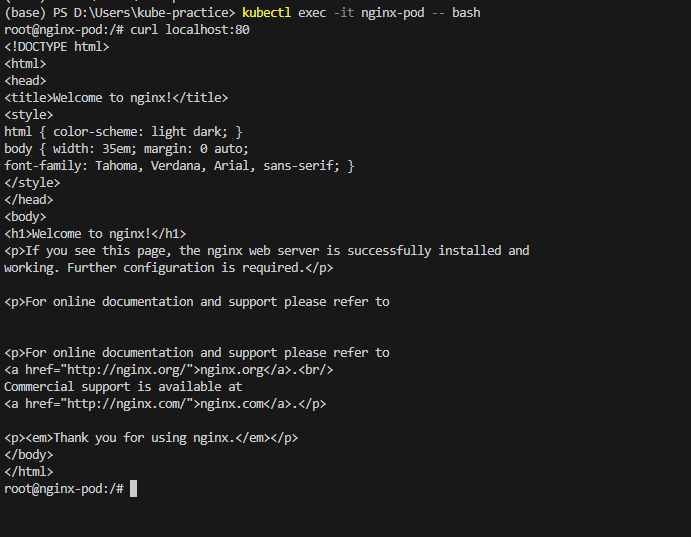 (base) PS D:\Users\kube-practice> kubectl exec -it nginx-pod -- bash
root@nginx-pod:/# curl localhost:80
<!DOCTYPE html>
<html>
<head>
<title>Welcome to nginx!</title>
<style>
html { color-scheme: light dark; }
body { width: 35em; margin: 0 auto;
font-family: Tahoma, Verdana, Arial, sans-serif; }
</style>
</head>
<body>
<h1>Welcome to nginx!</h1>
<p>If you see this page, the nginx web server is successfully installed and
working. Further configuration is required.</p>
<p>For online documentation and support please refer to
<p>For online documentation and support please refer to
<a href="http://nginx.org/">nginx.org</a>.<br/>
Commercial support is available at
<a href="http://nginx.com/">nginx.com</a>.</p>
<p><em>Thank you for using nginx.</em></p>
</body>
</html>
root@nginx-pod:/#